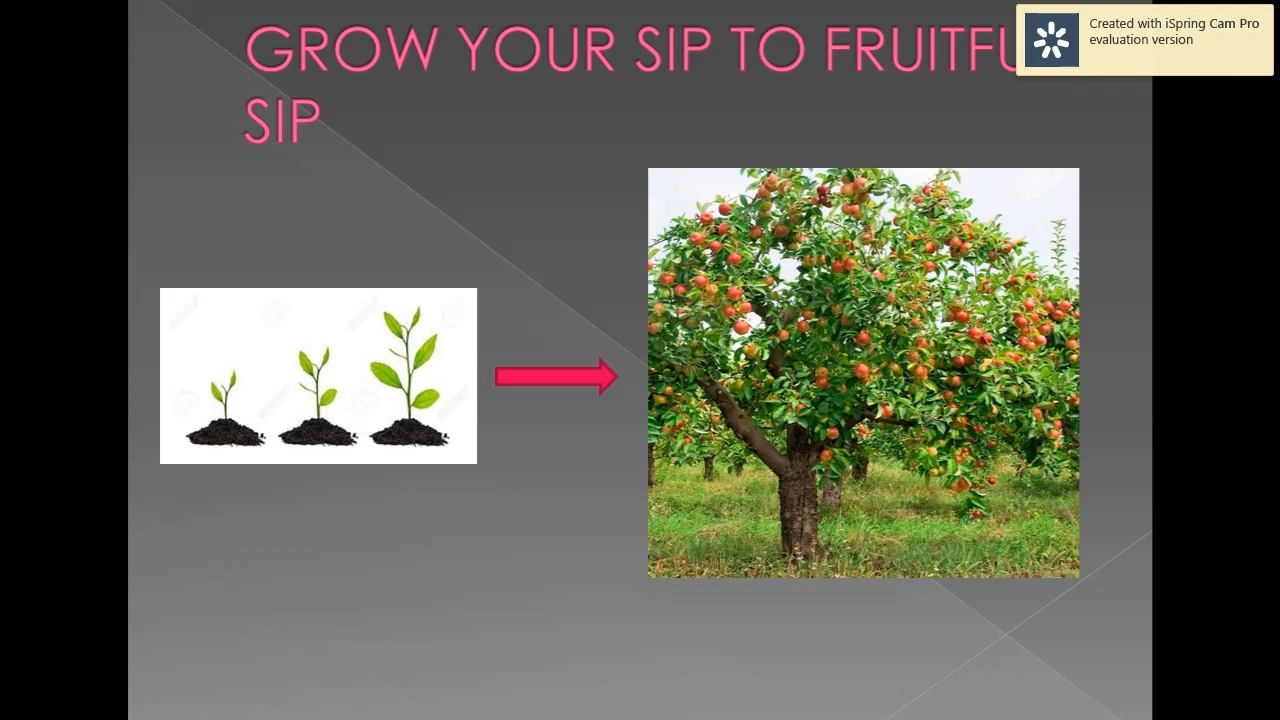 GROW YOUR SIP TO FRUITFU
SIP
Created with iSpring Cam Pro
evaluation version